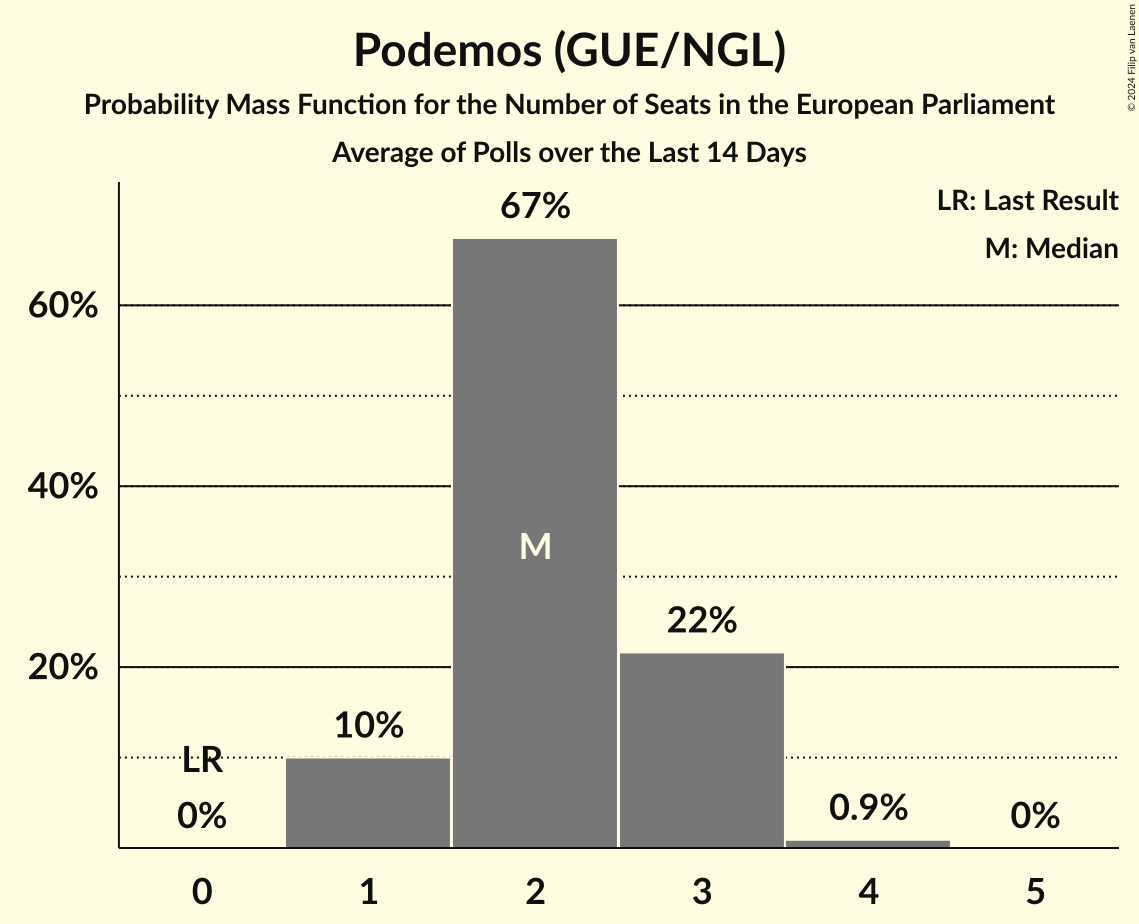 Podemos (GUE/NGL)
Probability Mass Function for the Number of Seats in the European Parliament
Average of Polls over the Last 14 Days
© 2024 Filip van Laenen
LR: Last Result
M: Median
67%
60%
40%
M
22%
20%
10%
LR
0%
0.9%
0%
0 1 2 3 4 5